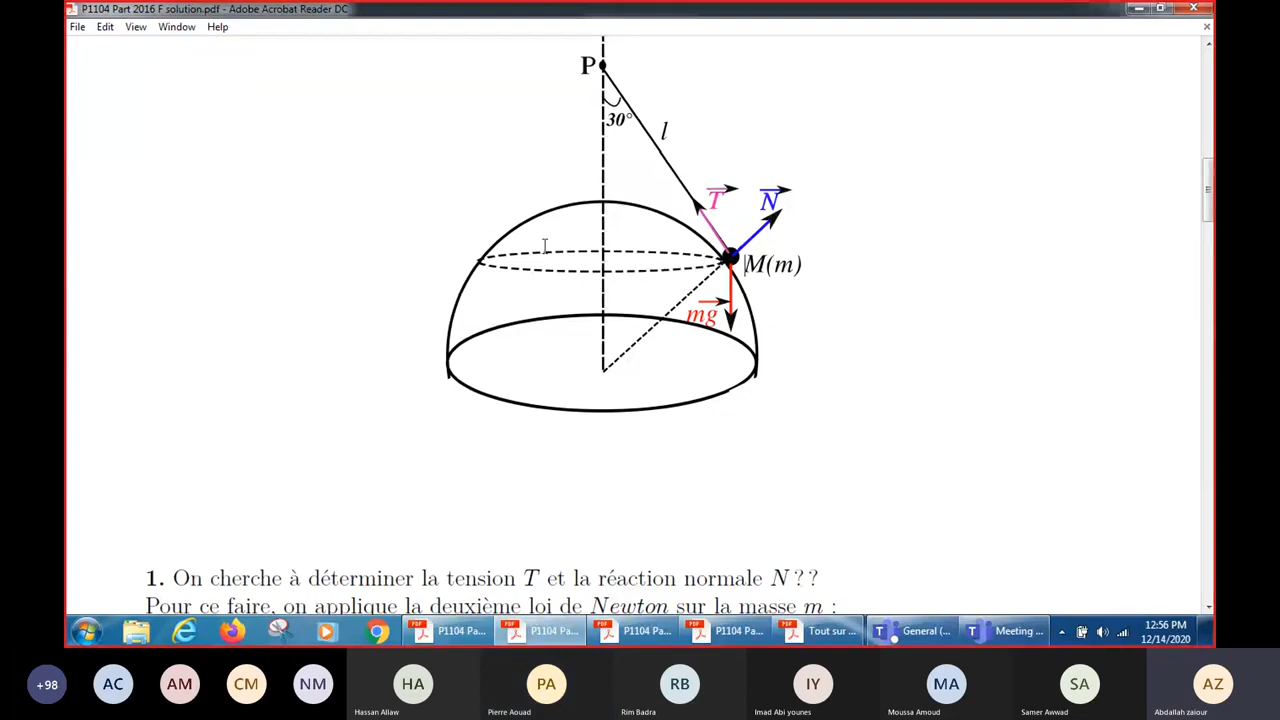 P1104 Part 2016 F solution.pdf - Adobe Acrobat Reader DC
File Edit View Window Help
P
30°
l
T
N
M(m)
mg
1. On cherche à déterminer la tension T et la réaction normale N ? ?
Pour ce faire, on applique la deuxième loi de Newton sur la masse m :
P1104 Pa...
P1104 Pa...
P1104 Pa...
P1104 Pa...
Tout sur ...
General (...
Meeting ...
12:56 PM
12/14/2020
+98
AC
AM
CM
NM
HA
Hassan Allaw
PA
Pierre Aouad
RB
Rim Badra
IY
Imad Abi younes
MA
Moussa Amoud
SA
Samer Awwad
AZ
Abdallah zaiour